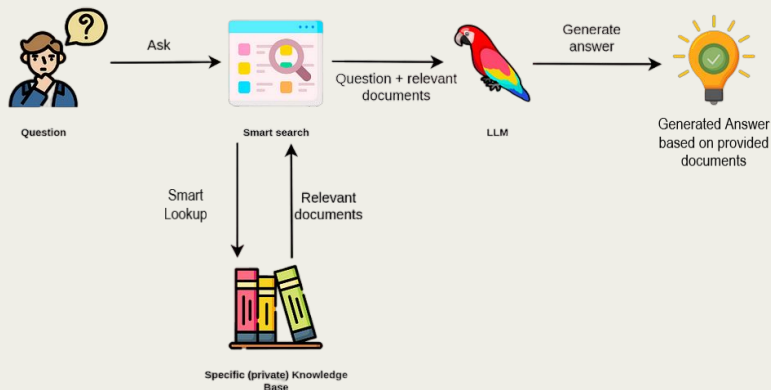 ?
Ask
Generate
answer
Question + relevant
documents
Question
Smart search
LLM
Generated Answer
based on provided
documents
Smart
Lookup
Relevant
documents
Specific (private) Knowledge
Base